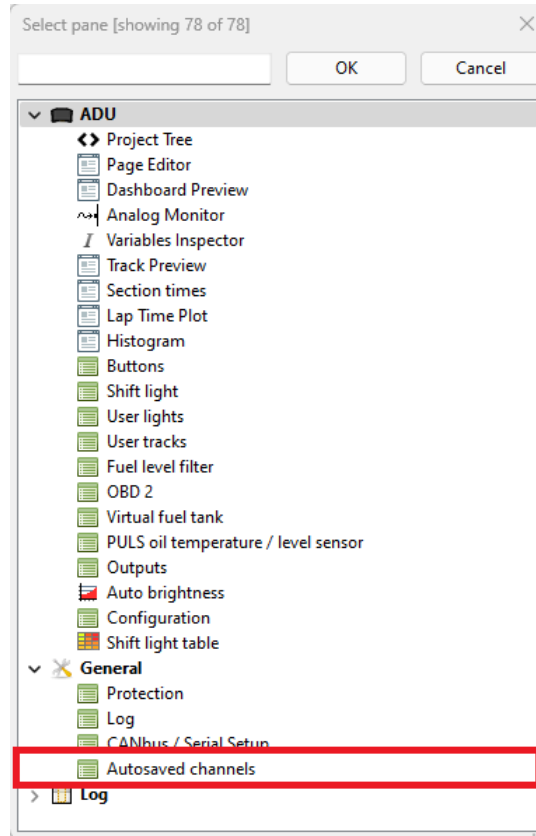 Select pane [showing 78 of 78]
OK Cancel
ADU
Project Tree
Page Editor
Dashboard Preview
Analog Monitor
Variables Inspector
Track Preview
Section times
Lap Time Plot
Histogram
Buttons
Shift light
User lights
User tracks
Fuel level filter
OBD 2
Virtual fuel tank
PULS oil temperature / level sensor
Outputs
Auto brightness
Configuration
Shift light table
General
Protection
Log
CANbus / Serial Setup
Autosaved channels
Log